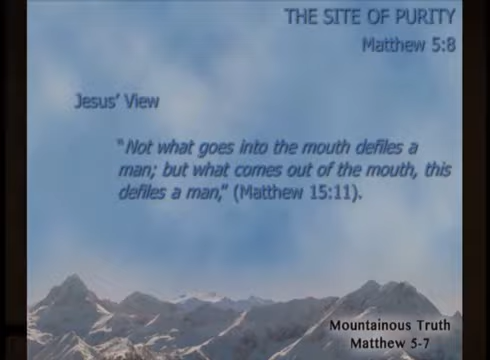 THE SITE OF PURITY
Matthew 5:8
Jesus' View
"Not what goes into the mouth defiles a
man; but what comes out of the mouth, this
defiles a man," (Matthew 15:11).
Mountainous Truth
Matthew 5-7